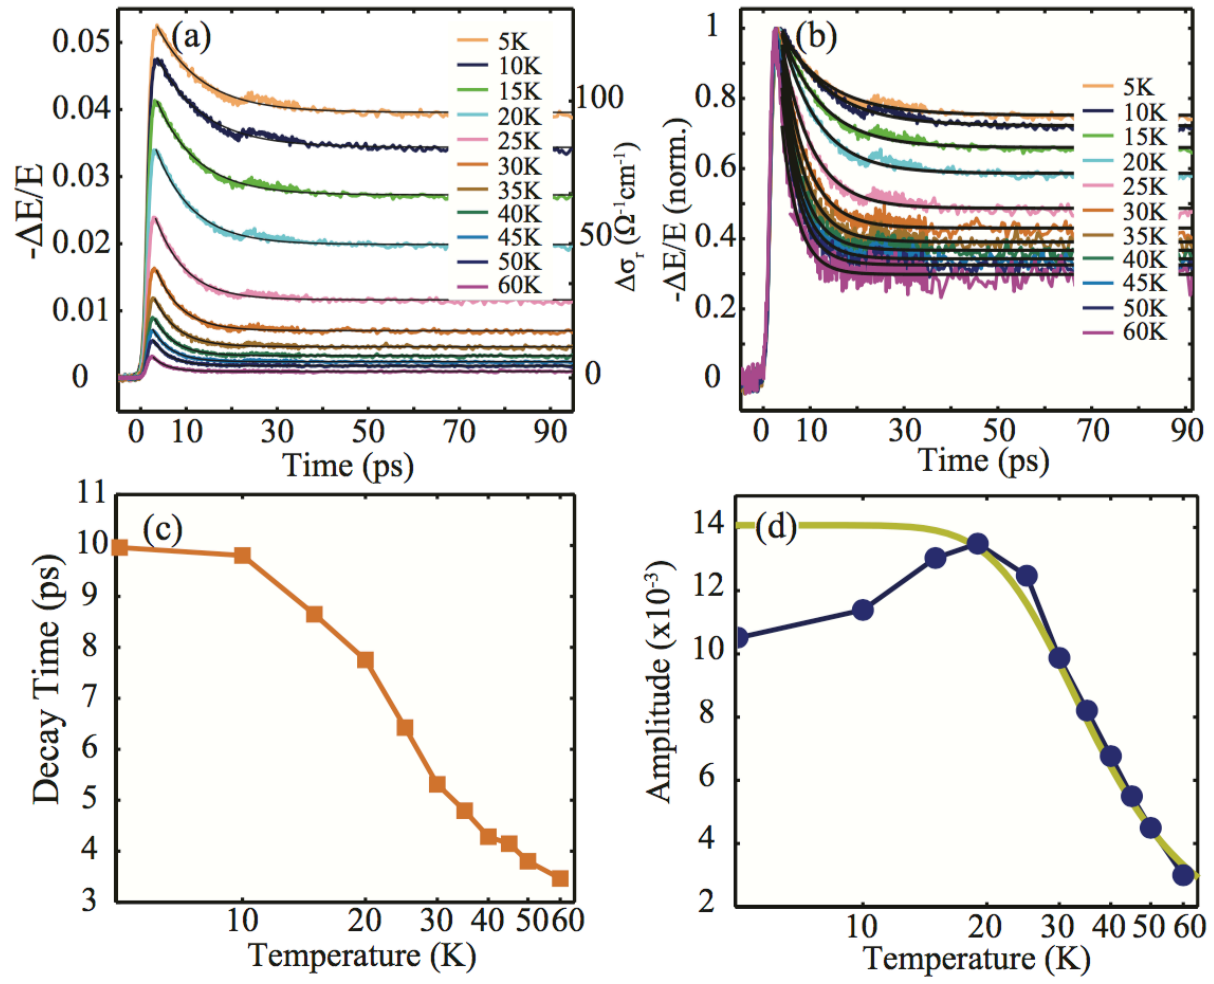 (a)
-ΔE/E
0.05
0.04
0.03
0.02
0.01
0
5K
10K
15K
20K
25K
30K
35K
40K
45K
50K
60K
100
50
0
Δσr (Ω-1cm-1)
0 10 30 50 70 90
Time (ps)
(b)
-ΔE/E (norm.)
1
0.8
0.6
0.4
0.2
0
5K
10K
15K
20K
25K
30K
35K
40K
45K
50K
60K
0 10 30 50 70 90
Time (ps)
(c)
Decay Time (ps)
11
10
9
8
7
6
5
4
3
10 20 30 40 50 60
Temperature (K)
(d)
Amplitude (x10-3)
14
12
10
8
6
4
2
10 20 30 40 50 60
Temperature (K)